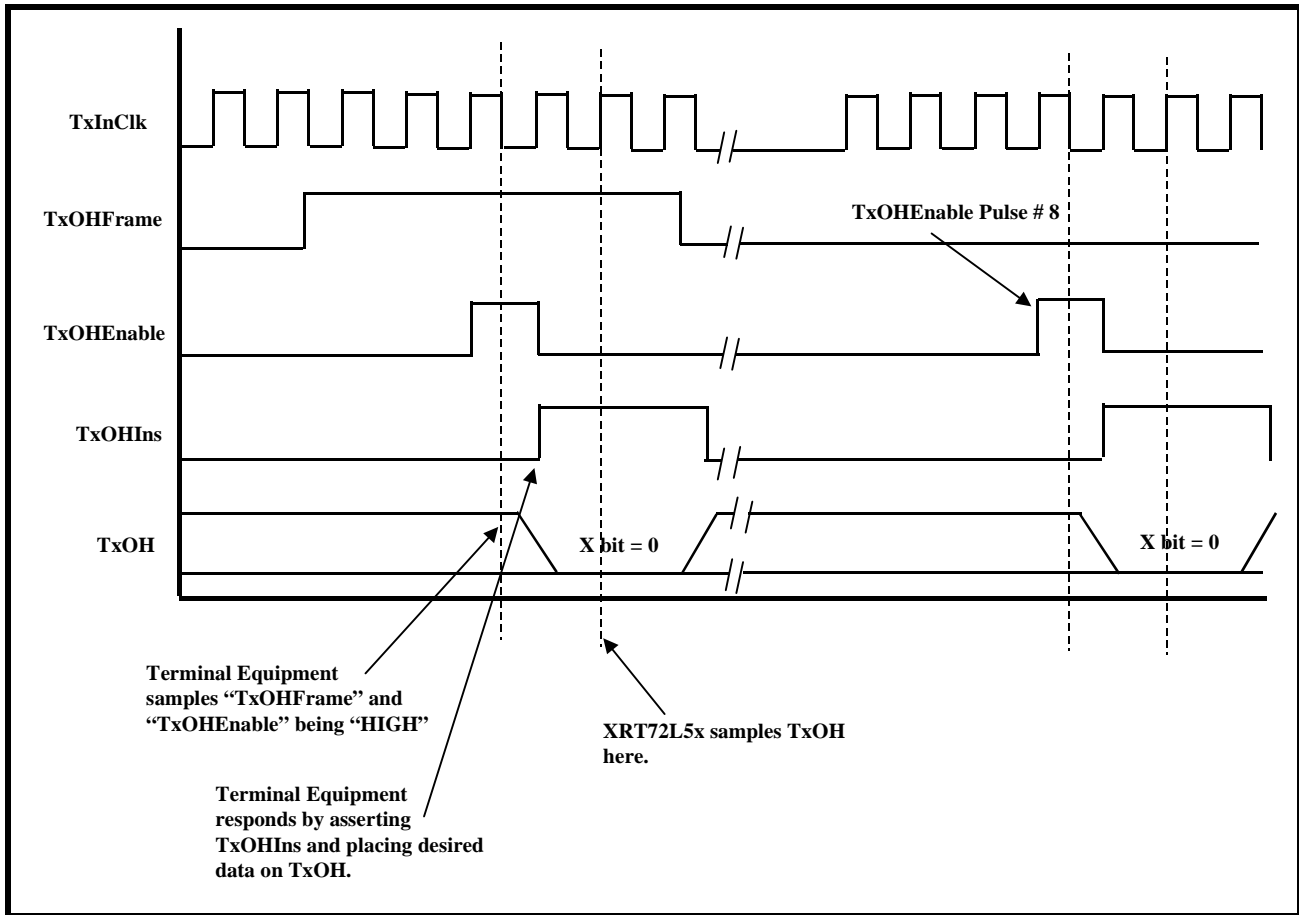 TxInClk
TxOHFrame
TxOHEnable Pulse # 8
TxOHEnable
TxOHIns
TxOH
X bit = 0
X bit = 0
Terminal Equipment
samples “TxOHFrame” and
“TxOHEnable” being “HIGH”
XRT72L5x samples TxOH
here.
Terminal Equipment
responds by asserting
TxOHIns and placing desired
data on TxOH.